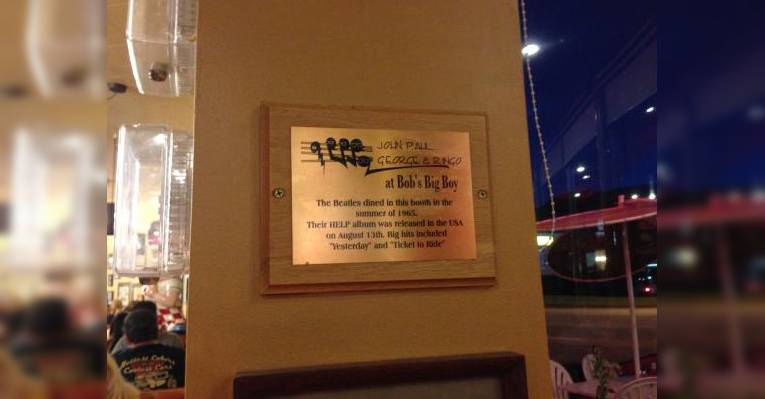 JOHN PAUL
GEORGE & RINGO
at Bob's Big Boy
The Beatles dined in this booth in the
summer of 1965.
Their HELP album was released in the USA
on August 13th. Big hits included
"Yesterday" and "Ticket to Ride"